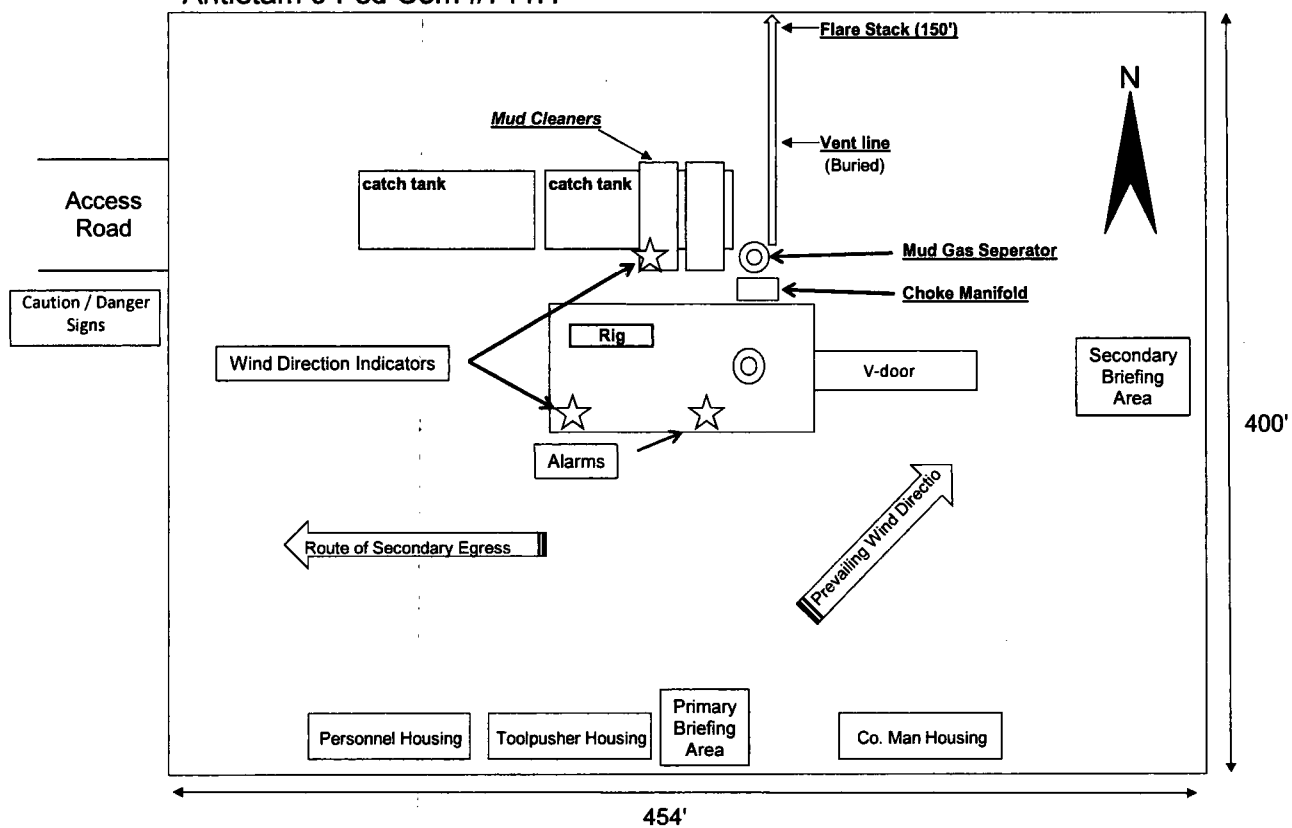 Flare Stack (150')
N
Mud Cleaners
Vent line
(Buried)
catch tank
catch tank
Access
Road
Mud Gas Seperator
Choke Manifold
Caution / Danger
Signs
Rig
Wind Direction Indicators
V-door
Secondary
Briefing
Area
400'
Alarms
Prevailing Wind Directio
Route of Secondary Egress
Primary
Briefing
Area
Personnel Housing
Toolpusher Housing
Co. Man Housing
454'